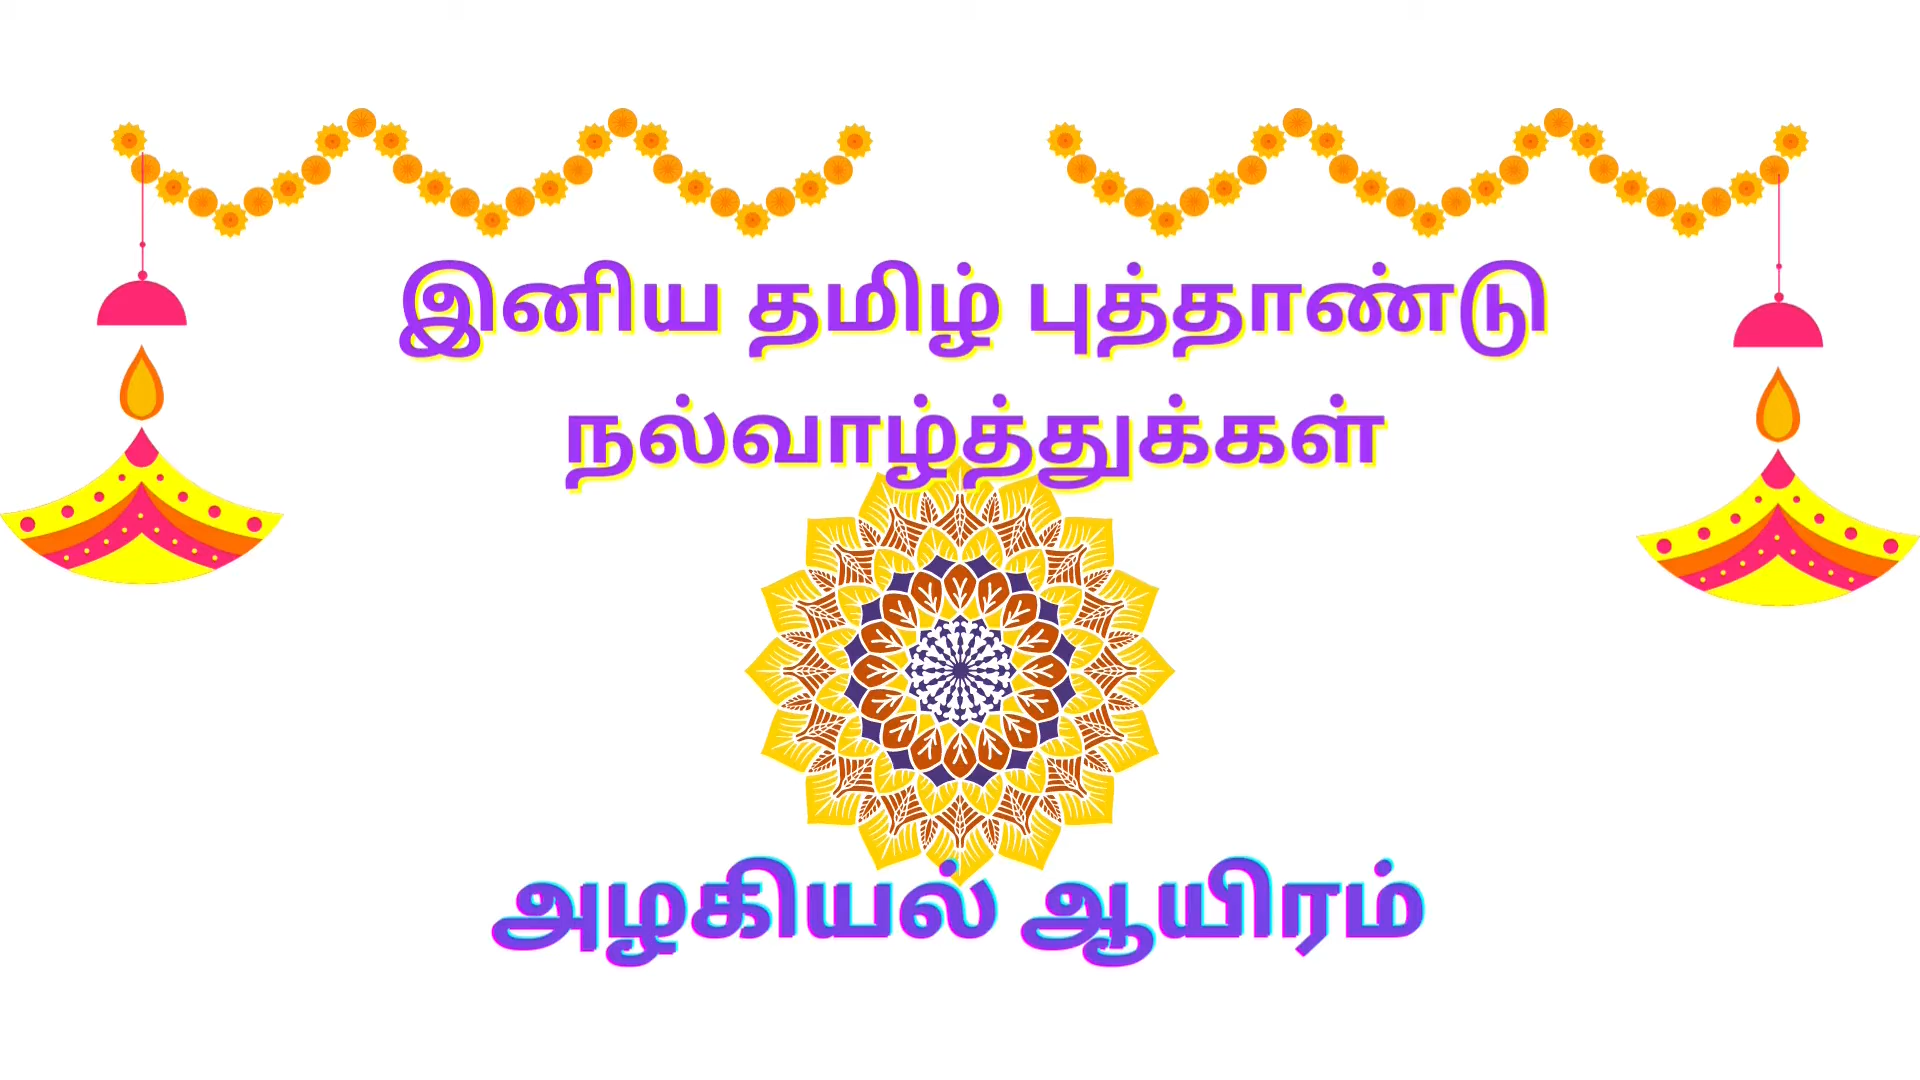 இனிய தமிழ் புத்தாண்டு
நல்வாழ்த்துக்கள்
அழகியல் ஆயிரம்